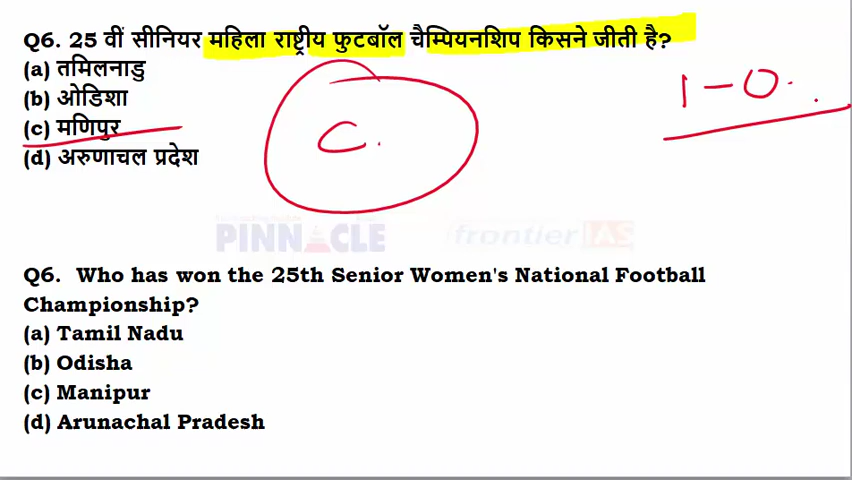 Q6. 25 वीं सीनियर महिला राष्ट्रीय फुटबॉल चैम्पियनशिप किसने जीती है?
(a) तमिलनाडु
(b) ओडिशा
(c) मणिपुर
(d) अरुणाचल प्रदेश
1-0.
C.
PINNACLE frontier IAS
Q6. Who has won the 25th Senior Women's National Football
Championship?
(a) Tamil Nadu
(b) Odisha
(c) Manipur
(d) Arunachal Pradesh